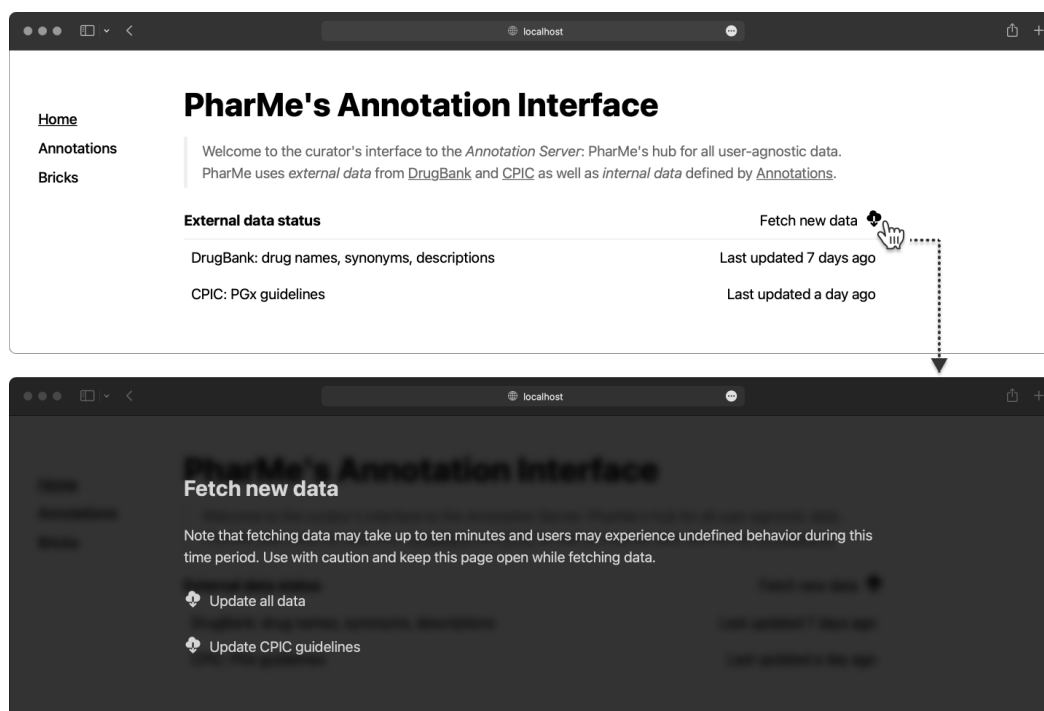 localhost
PharMe's Annotation Interface
Home
Annotations
Bricks
Welcome to the curator's interface to the Annotation Server: PharMe's hub for all user-agnostic data.
PharMe uses external data from DrugBank and CPIC as well as internal data defined by Annotations.
External data status
Fetch new data
DrugBank: drug names, synonyms, descriptions
Last updated 7 days ago
CPIC: PGx guidelines
Last updated a day ago
localhost
PharMe's Annotation Interface
Fetch new data
Note that fetching data may take up to ten minutes and users may experience undefined behavior during this
time period. Use with caution and keep this page open while fetching data.
Update all data
Update CPIC guidelines